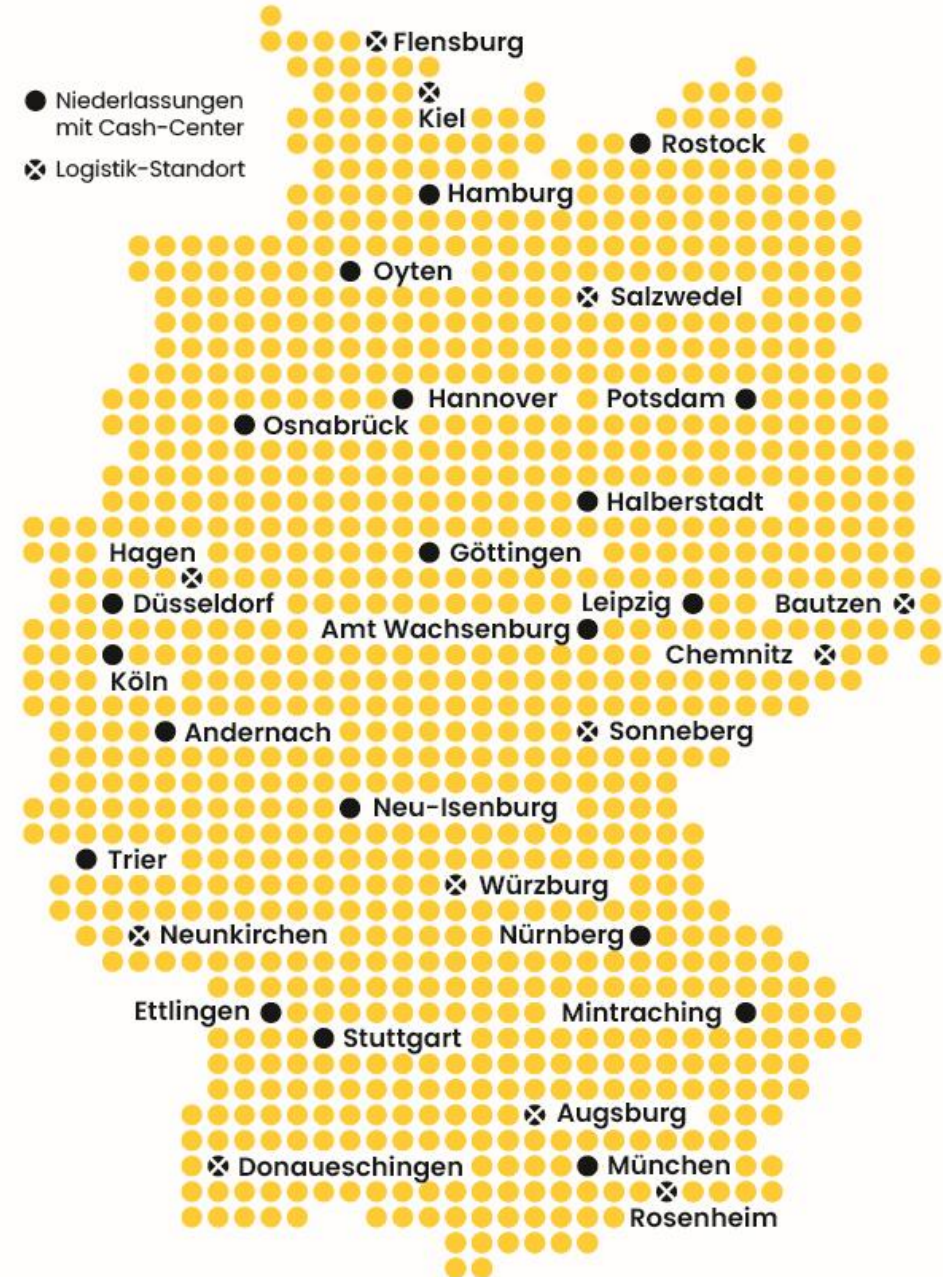 Flensburg
Niederlassungen
mit Cash-Center
Kiel
Rostock
Logistik-Standort
Hamburg
Oyten
Salzwedel
Hannover
Potsdam
Osnabrück
Halberstadt
Hagen
Göttingen
Düsseldorf
Leipzig
Bautzen
Amt Wachsenburg
Chemnitz
Köln
Andernach
Sonneberg
Neu-Isenburg
Trier
Würzburg
Neunkirchen
Nürnberg
Ettlingen
Mintraching
Stuttgart
Augsburg
Donaueschingen
München
Rosenheim